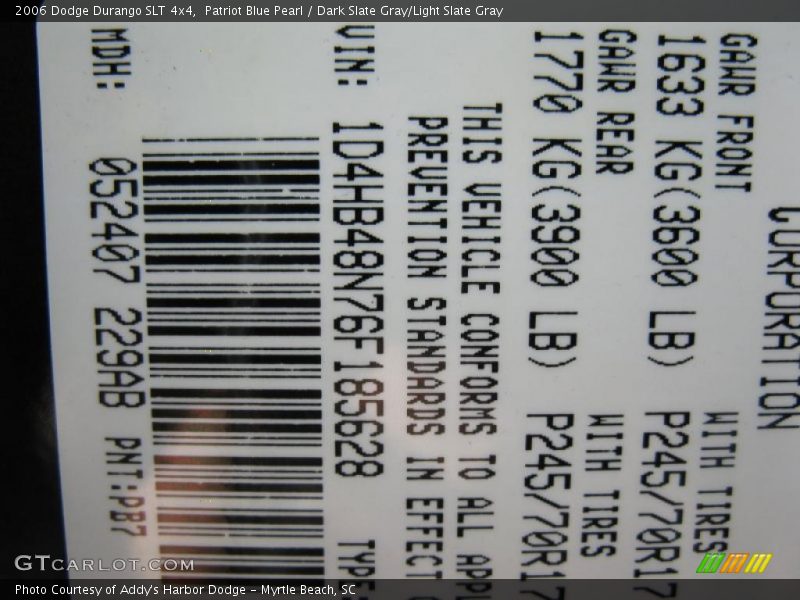 2006 Dodge Durango SLT 4x4,  Patriot Blue Pearl / Dark Slate Gray/Light Slate Gray
CORPORATION
GAWR FRONT
1633 KG(3600 LB)
WITH TIRES
P245/70R17
GAWR REAR
1770 KG(3900 LB)
WITH TIRES
P245/70R17
THIS VEHICLE CONFORMS TO ALL APPL
PREVENTION STANDARDS IN EFFECT
VIN: 1D4HB48N76F185628 TYPE
MDH: 052407 229AB PNT:PB7
GTCARLOT.COM
Photo Courtesy of Addy's Harbor Dodge - Myrtle Beach, SC